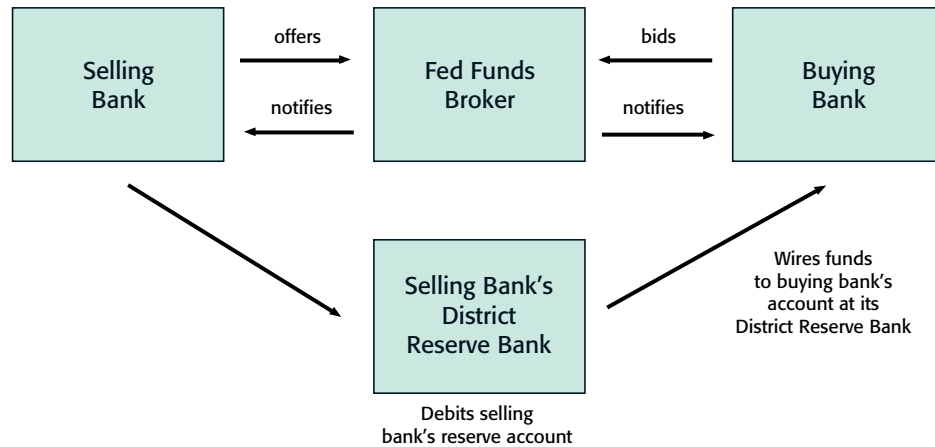 offers
bids
Selling
Bank
Fed Funds
Broker
Buying
Bank
notifies
notifies
Selling Bank’s
District
Reserve Bank
Wires funds
to buying bank’s
account at its
District Reserve Bank
Debits selling
bank’s reserve account